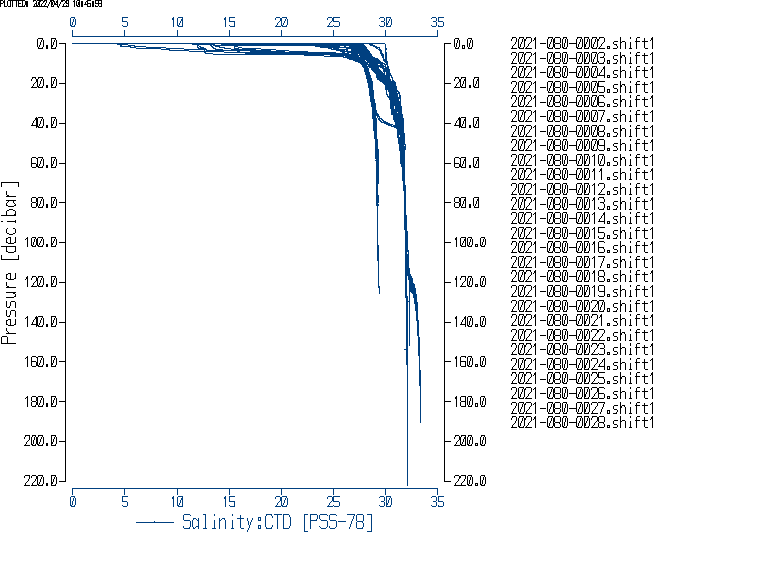 0 5 10 15 20 25 30 35
0.0 0.0 2021-080-0002.shift1
2021-080-0003.shift1
2021-080-0004.shift1
20.0 20.0 2021-080-0005.shift1
2021-080-0006.shift1
2021-080-0007.shift1
40.0 40.0 2021-080-0008.shift1
2021-080-0009.shift1
60.0 60.0 2021-080-0010.shift1
2021-080-0011.shift1
2021-080-0012.shift1
80.0 80.0 2021-080-0013.shift1
2021-080-0014.shift1
2021-080-0015.shift1
100.0 100.0 2021-080-0016.shift1
2021-080-0017.shift1
120.0 120.0 2021-080-0018.shift1
2021-080-0019.shift1
2021-080-0020.shift1
140.0 140.0 2021-080-0021.shift1
2021-080-0022.shift1
2021-080-0023.shift1
160.0 160.0 2021-080-0024.shift1
2021-080-0025.shift1
180.0 180.0 2021-080-0026.shift1
2021-080-0027.shift1
2021-080-0028.shift1
200.0 200.0
220.0 220.0
Pressure [decibar]
0 5 10 15 20 25 30 35
Salinity:CTD [PSS-78]